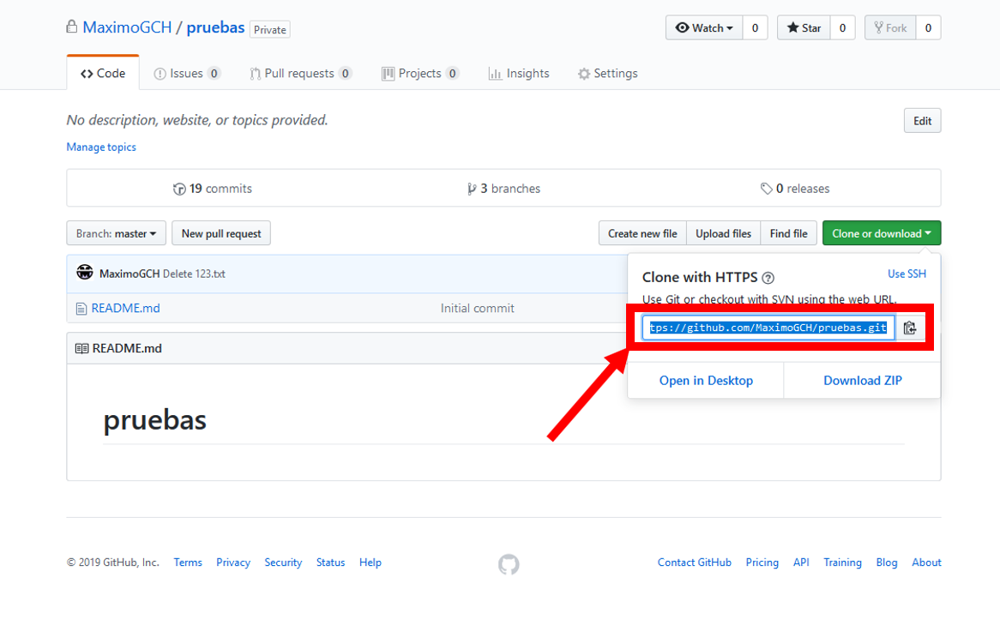 MaximoGCH / pruebas Private
Watch 0 Star 0 Fork 0
Code Issues 0 Pull requests 0 Projects 0 Insights Settings
No description, website, or topics provided.
Edit
Manage topics
19 commits 3 branches 0 releases
Branch: master New pull request Create new file Upload files Find file Clone or download
MaximoGCH Delete 123.txt
README.md Initial commit
Clone with HTTPS Use SSH
Use Git or checkout with SVN using the web URL.
tps://github.com/MaximoGCH/pruebas.git
Open in Desktop Download ZIP
README.md
pruebas
© 2019 GitHub, Inc. Terms Privacy Security Status Help Contact GitHub Pricing API Training Blog About